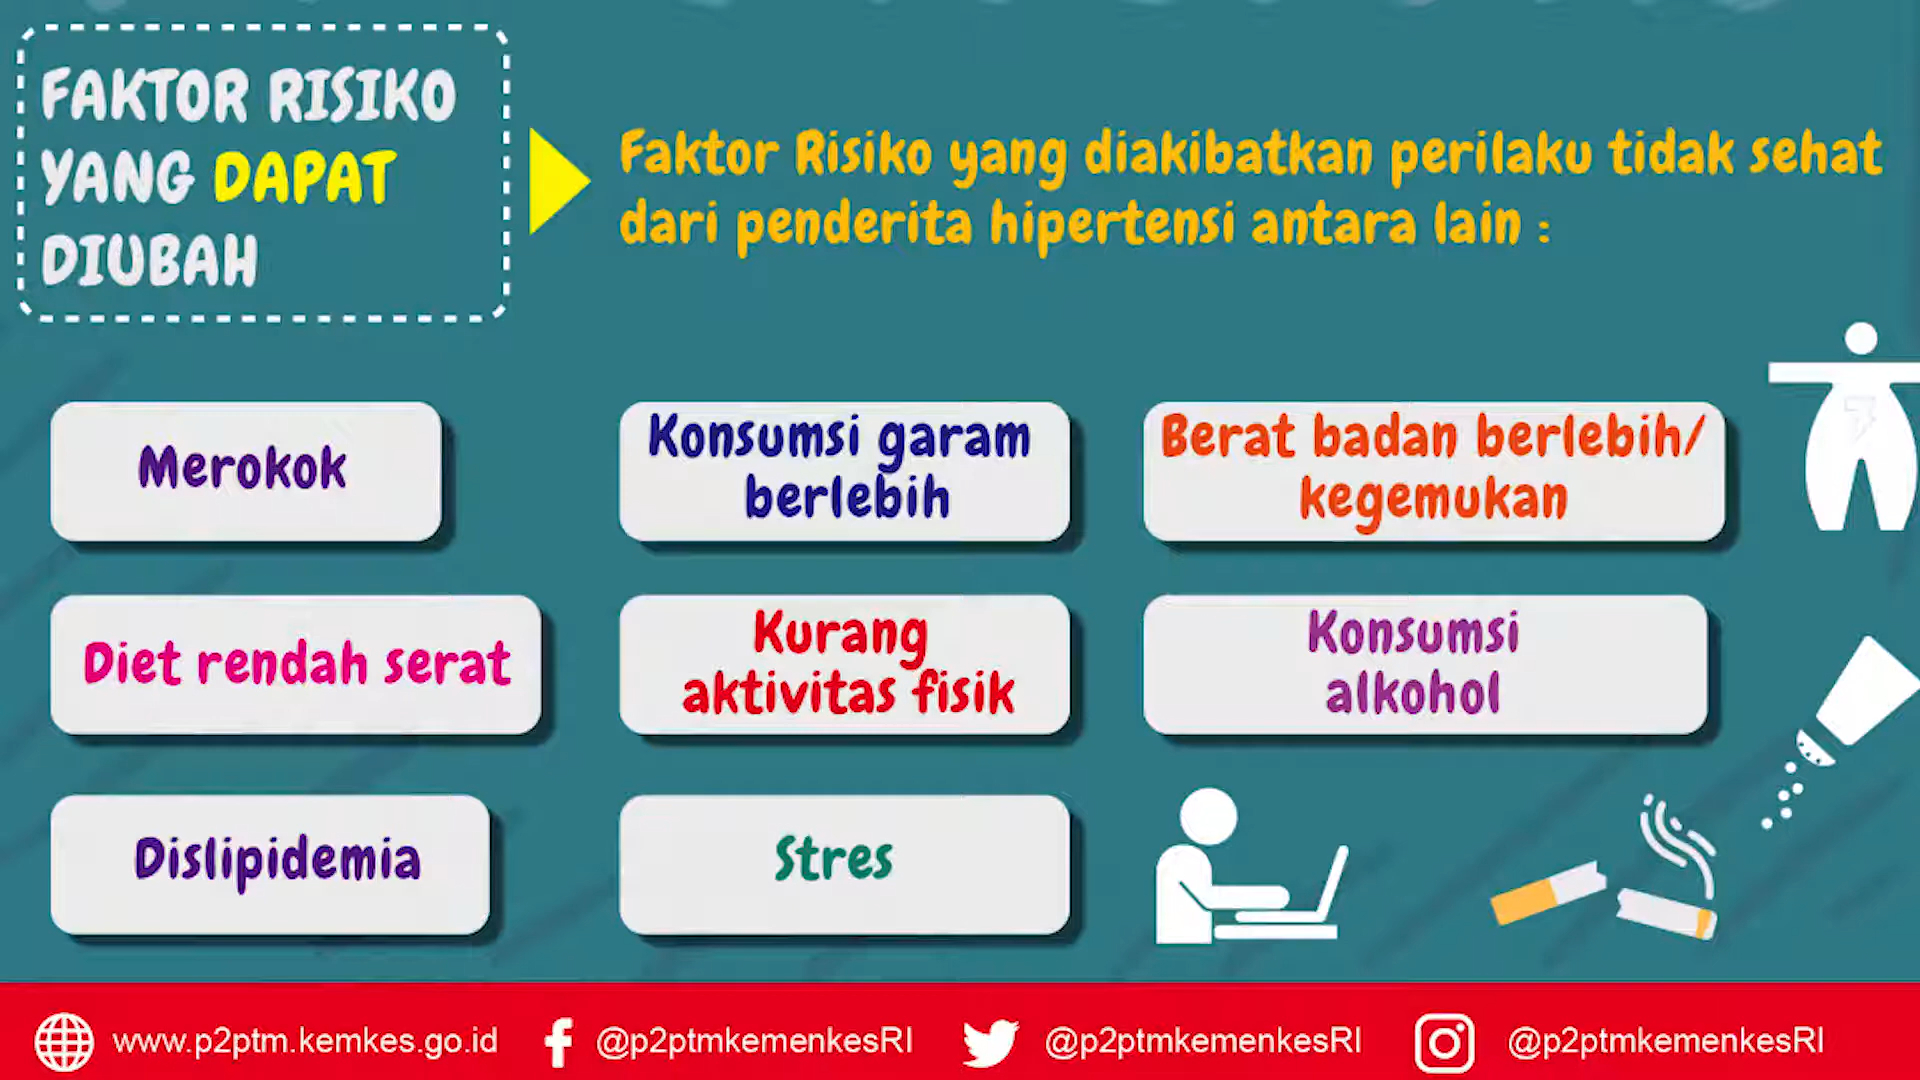 FAKTOR RISIKO
YANG DAPAT
DIUBAH
Faktor Risiko yang diakibatkan perilaku tidak sehat
dari penderita hipertensi antara lain :
Merokok
Konsumsi garam
berlebih
Berat badan berlebih/
kegemukan
Diet rendah serat
Kurang
aktivitas fisik
Konsumsi
alkohol
Dislipidemia
Stres
www.p2ptm.kemkes.go.id
@p2ptmkemenkesRI
@p2ptmkemenkesRI
@p2ptmkemenkesRI